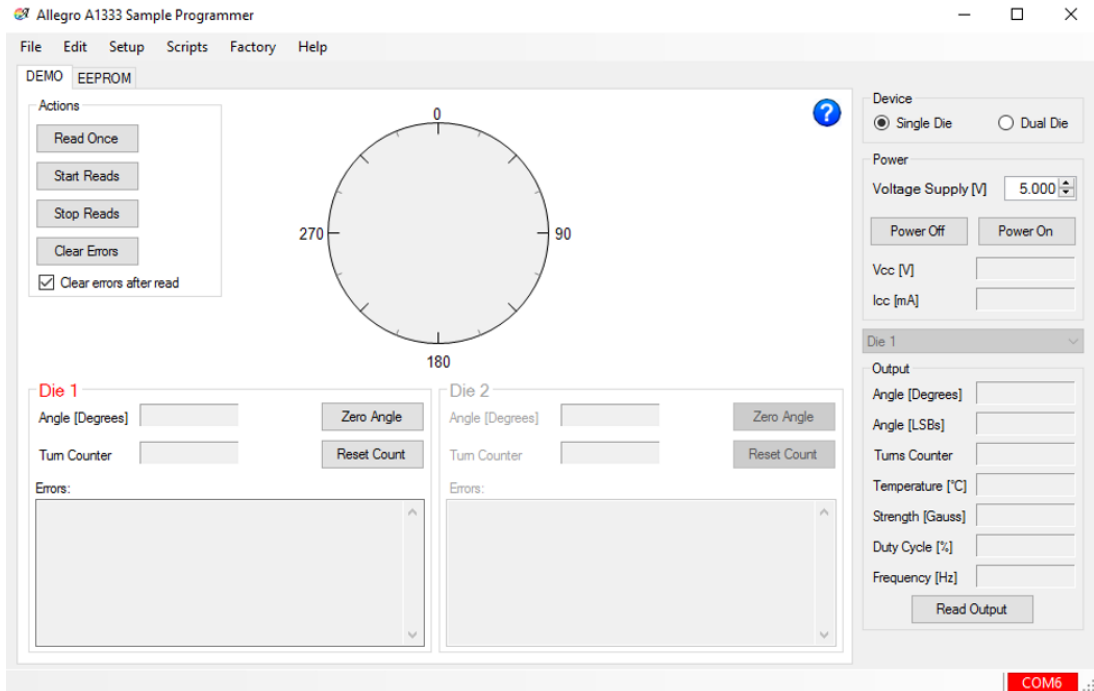 Allegro A1333 Sample Programmer
File Edit Setup Scripts Factory Help
DEMO EEPROM
Actions
Read Once
Start Reads
Stop Reads
Clear Errors
Clear errors after read
0
90
180
270
?
Die 1
Angle [Degrees]
Zero Angle
Turn Counter
Reset Count
Errors:
Die 2
Angle [Degrees]
Zero Angle
Turn Counter
Reset Count
Errors:
Device
Single Die Dual Die
Power
Voltage Supply [V] 5.000
Power Off Power On
Vcc [V]
Icc [mA]
Die 1
Output
Angle [Degrees]
Angle [LSBs]
Turns Counter
Temperature [°C]
Strength [Gauss]
Duty Cycle [%]
Frequency [Hz]
Read Output
COM6